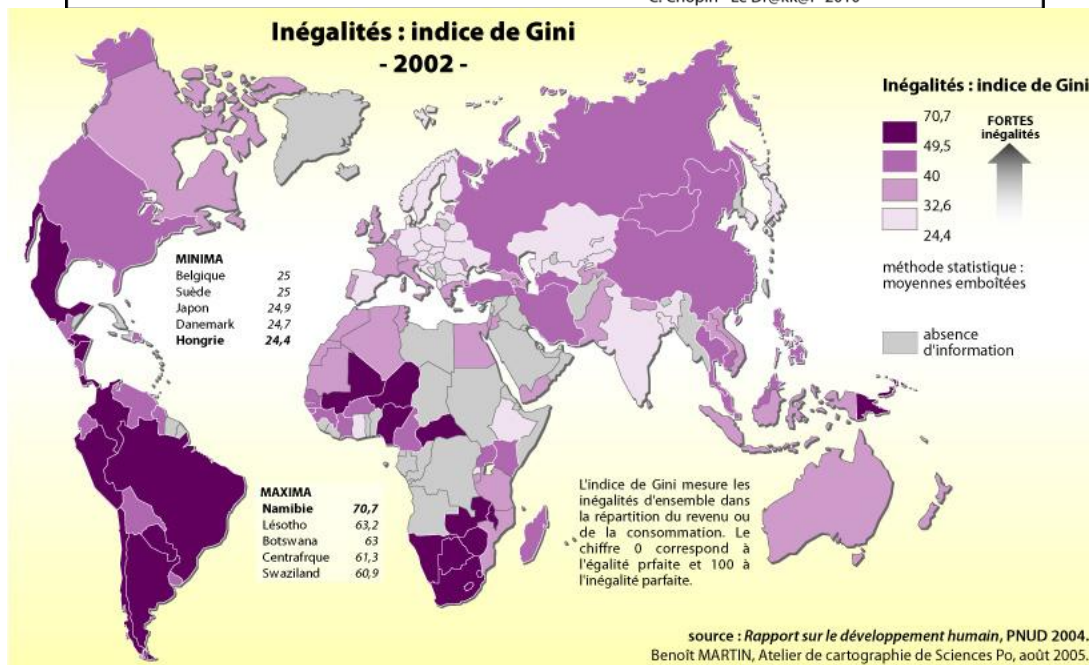 C. Chopin - Le Dr@kk@r 2010
Inégalités : indice de Gini
- 2002 -
Inégalités : indice de Gini
70,7
49,5
40
32,6
24,4
FORTES
inégalités
méthode statistique :
moyennes emboîtées
absence
d'information
MINIMA
Belgique 25
Suède 25
Japon 24,9
Danemark 24,7
Hongrie 24,4
MAXIMA
Namibie 70,7
Lésotho 63,2
Botswana 63
Centrafrque 61,3
Swaziland 60,9
L'indice de Gini mesure les
inégalités d'ensemble dans
la répartition du revenu ou
de la consommation. Le
chiffre 0 correspond à
l'égalité prfaite et 100 à
l'inégalité parfaite.
source : Rapport sur le développement humain, PNUD 2004.
Benoît MARTIN, Atelier de cartographie de Sciences Po, août 2005.